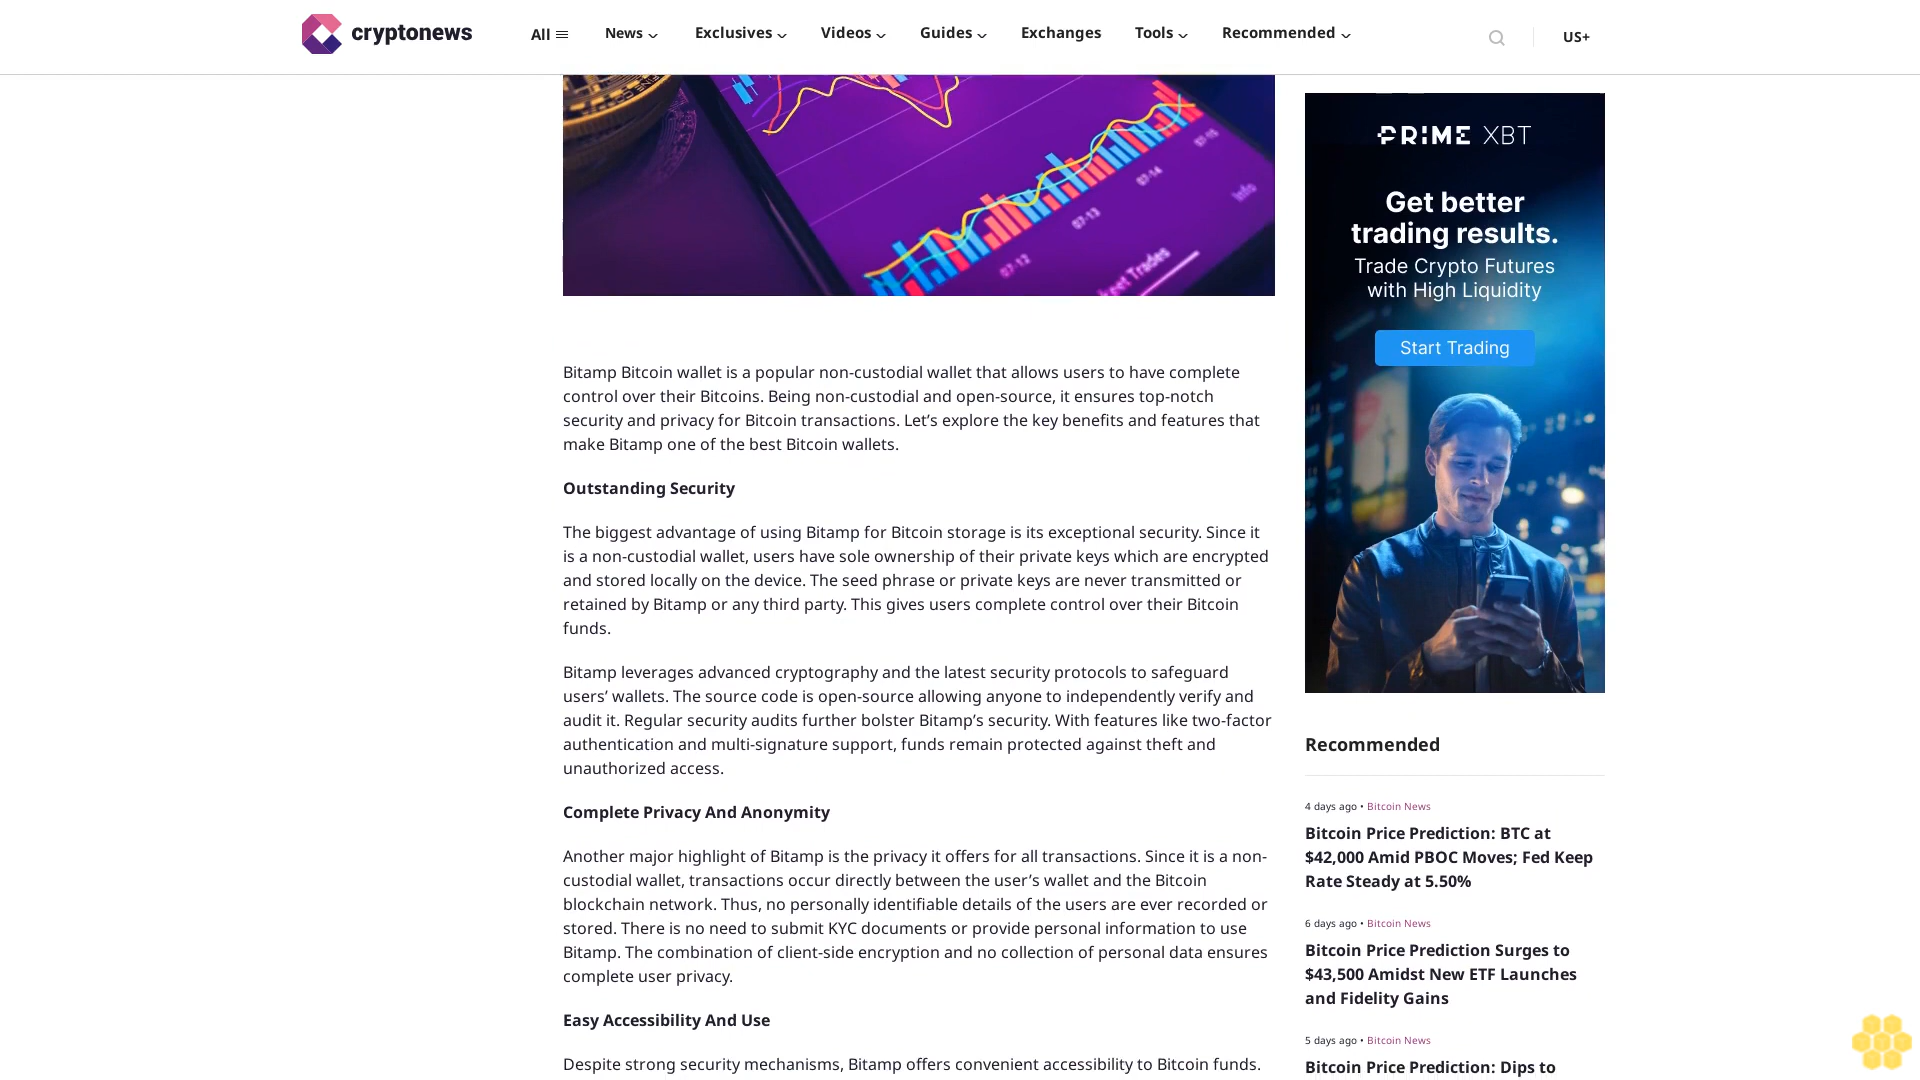 cryptonews
All
News
Exclusives
Videos
Guides
Exchanges
Tools
Recommended
US+
07-15
07-14
Info
07-13
07-12
Trades
PRIME XBT
Get better
trading results.
Trade Crypto Futures
with High Liquidity
Start Trading
Bitamp Bitcoin wallet is a popular non-custodial wallet that allows users to have complete
control over their Bitcoins. Being non-custodial and open-source, it ensures top-notch
security and privacy for Bitcoin transactions. Let’s explore the key benefits and features that
make Bitamp one of the best Bitcoin wallets.
Outstanding Security
The biggest advantage of using Bitamp for Bitcoin storage is its exceptional security. Since it
is a non-custodial wallet, users have sole ownership of their private keys which are encrypted
and stored locally on the device. The seed phrase or private keys are never transmitted or
retained by Bitamp or any third party. This gives users complete control over their Bitcoin
funds.
Bitamp leverages advanced cryptography and the latest security protocols to safeguard
users’ wallets. The source code is open-source allowing anyone to independently verify and
audit it. Regular security audits further bolster Bitamp’s security. With features like two-factor
authentication and multi-signature support, funds remain protected against theft and
unauthorized access.
Complete Privacy And Anonymity
Another major highlight of Bitamp is the privacy it offers for all transactions. Since it is a non-
custodial wallet, transactions occur directly between the user’s wallet and the Bitcoin
blockchain network. Thus, no personally identifiable details of the users are ever recorded or
stored. There is no need to submit KYC documents or provide personal information to use
Bitamp. The combination of client-side encryption and no collection of personal data ensures
complete user privacy.
Easy Accessibility And Use
Despite strong security mechanisms, Bitamp offers convenient accessibility to Bitcoin funds.
Recommended
4 days ago • Bitcoin News
Bitcoin Price Prediction: BTC at
$42,000 Amid PBOC Moves; Fed Keep
Rate Steady at 5.50%
6 days ago • Bitcoin News
Bitcoin Price Prediction Surges to
$43,500 Amidst New ETF Launches
and Fidelity Gains
5 days ago • Bitcoin News
Bitcoin Price Prediction: Dips to